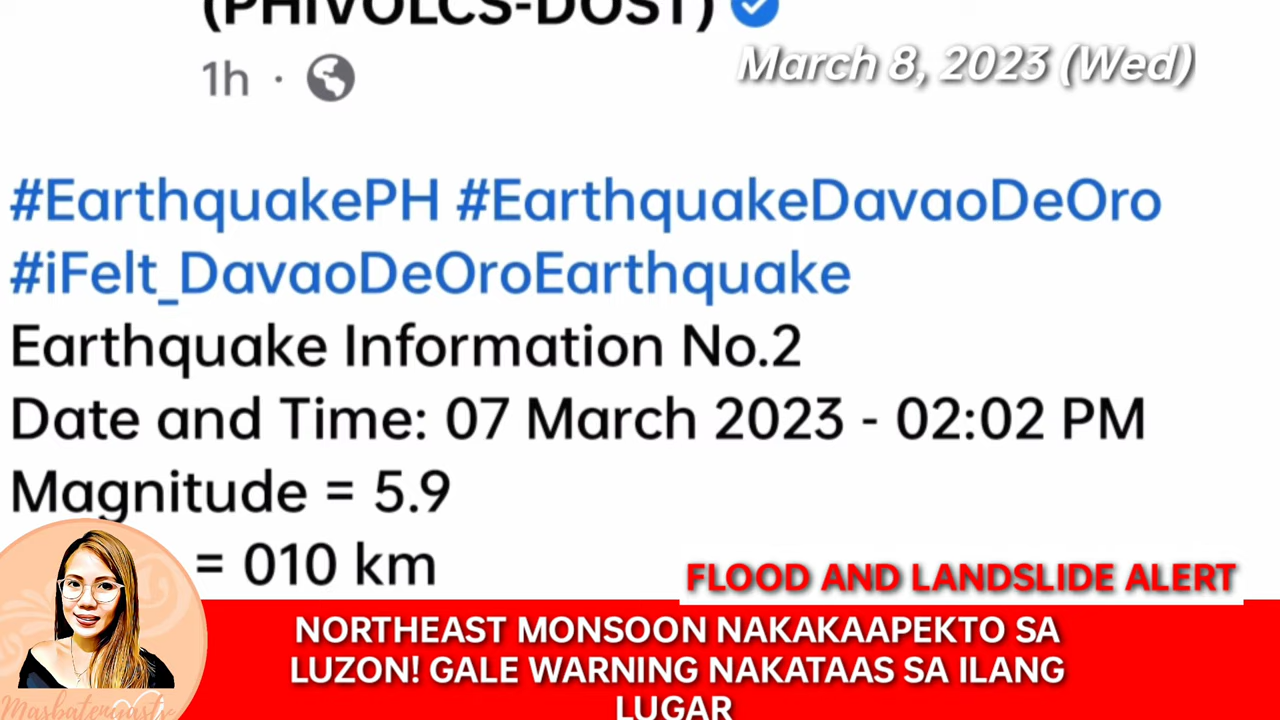 (PHIVOLCS-DOST)
1h ·
March 8, 2023 (Wed)
#EarthquakePH #EarthquakeDavaoDeOro
#iFelt_DavaoDeOroEarthquake
Earthquake Information No.2
Date and Time: 07 March 2023 - 02:02 PM
Magnitude = 5.9
= 010 km
FLOOD AND LANDSLIDE ALERT
NORTHEAST MONSOON NAKAKAAPEKTO SA
LUZON! GALE WARNING NAKATAAS SA ILANG
LUGAR